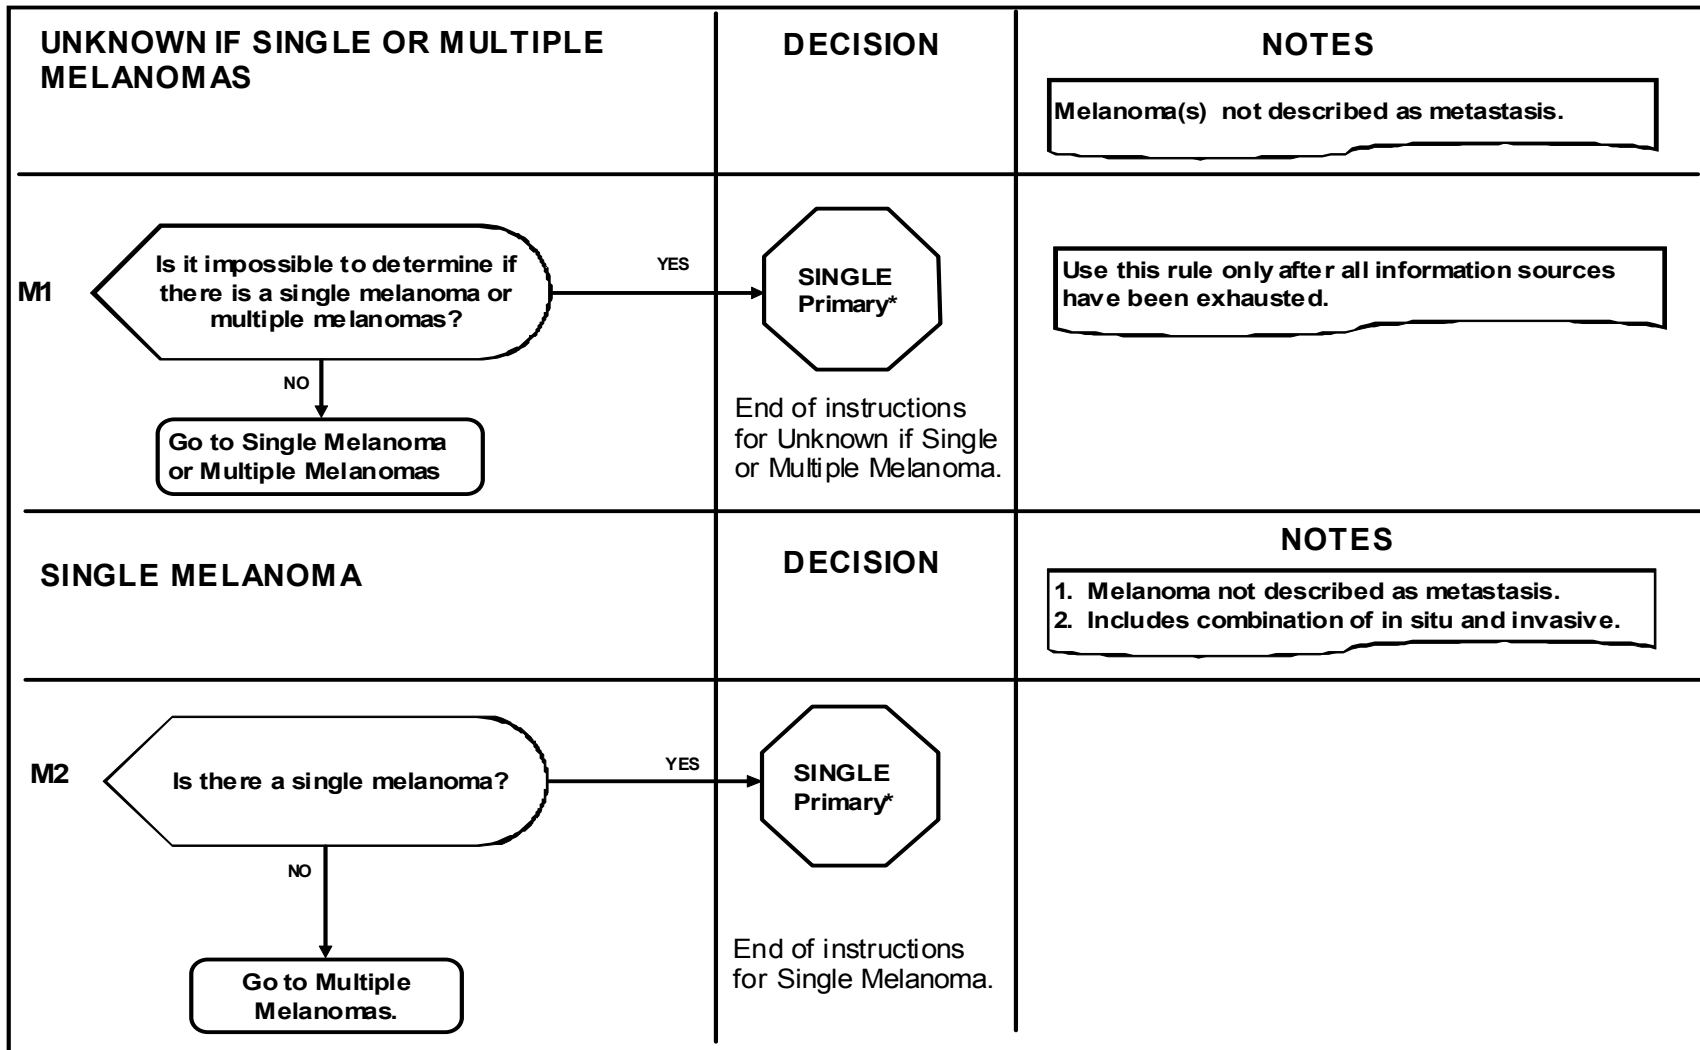 UNKNOWN IF SINGLE OR MULTIPLE
MELANOMAS
DECISION
NOTES
Melanoma(s) not described as metastasis.
M1
Is it impossible to determine if
there is a single melanoma or
multiple melanomas?
YES
SINGLE
Primary*
Use this rule only after all information sources
have been exhausted.
NO
Go to Single Melanoma
or Multiple Melanomas
End of instructions
for Unknown if Single
or Multiple Melanoma.
SINGLE MELANOMA
DECISION
NOTES
1. Melanoma not described as metastasis.
2. Includes combination of in situ and invasive.
M2
Is there a single melanoma?
YES
SINGLE
Primary*
NO
Go to Multiple
Melanomas.
End of instructions
for Single Melanoma.